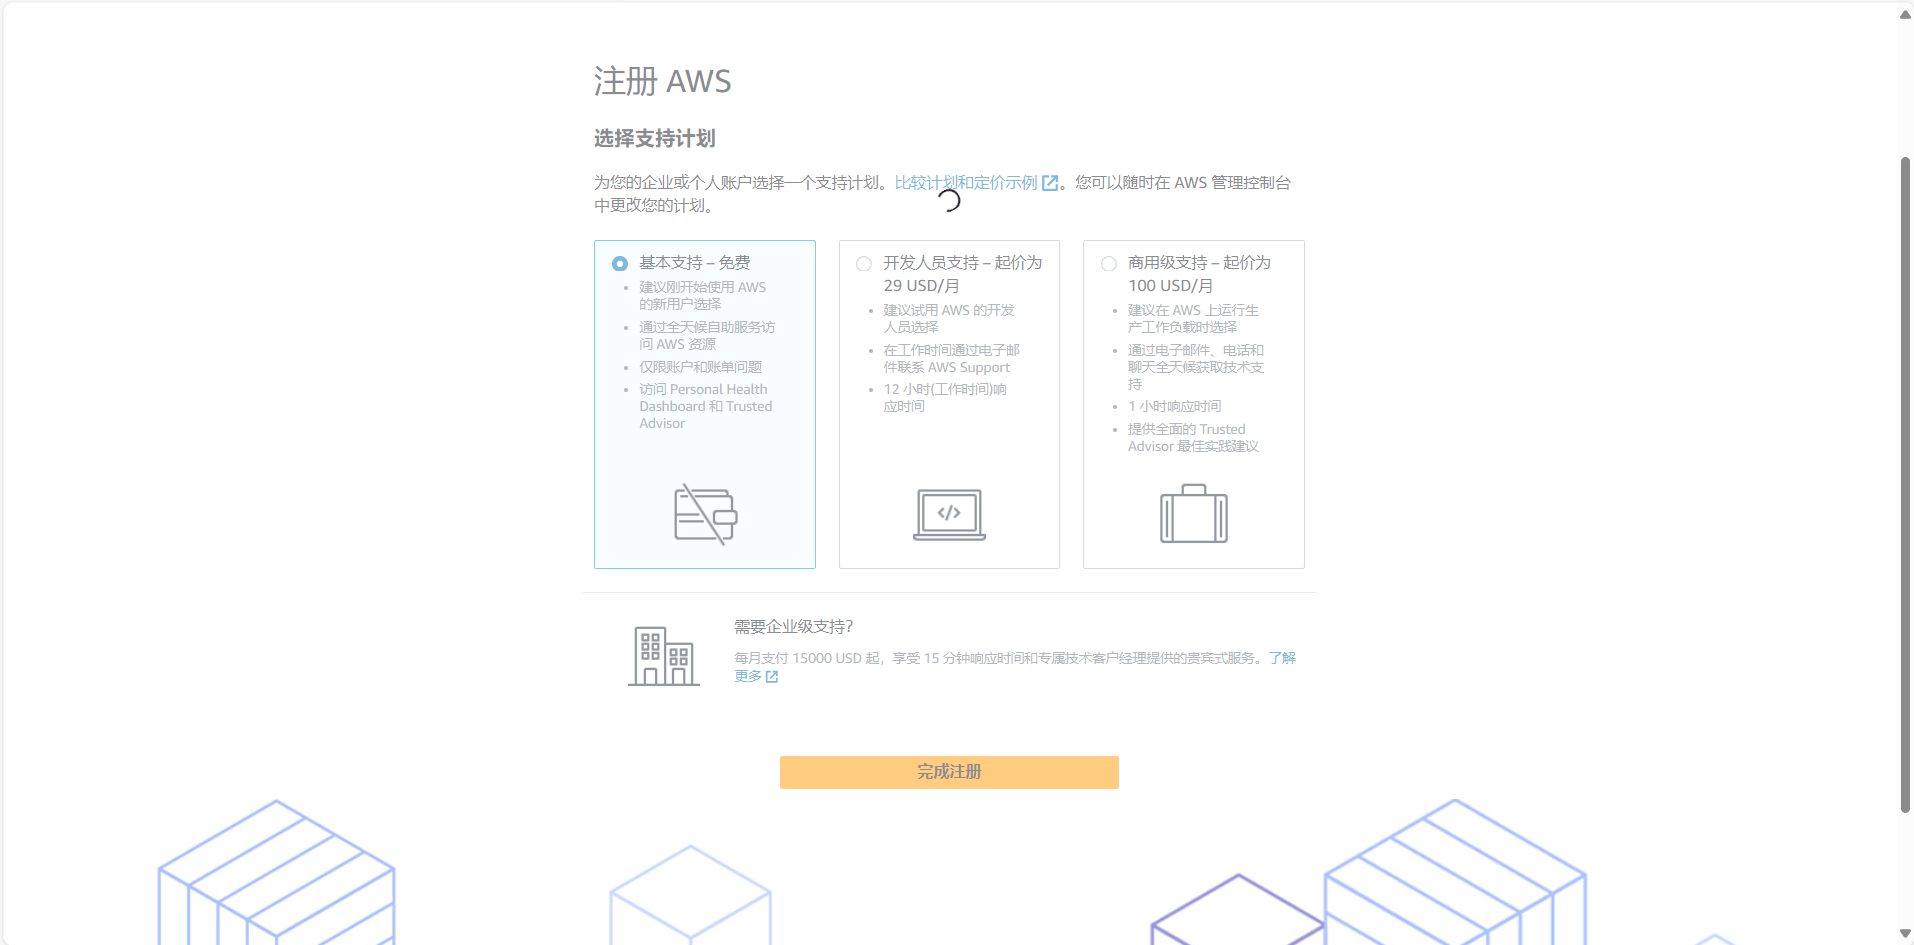 注册 AWS
选择支持计划
为您的企业或个人账户选择一个支持计划。比较计划和定价示例。您可以随时在 AWS 管理控制台
中更改您的计划。
基本支持 – 免费
建议刚开始使用 AWS
的新用户选择
通过全天候自助服务访
问 AWS 资源
仅限账户和账单问题
访问 Personal Health
Dashboard 和 Trusted
Advisor
开发人员支持 – 起价为
29 USD/月
建议试用 AWS 的开发
人员选择
在工作时间通过电子邮
件联系 AWS Support
12 小时(工作时间)响
应时间
</>
商用级支持 – 起价为
100 USD/月
建议在 AWS 上运行生
产工作负载时选择
通过电子邮件、电话和
聊天全天候获取技术支
持
1 小时响应时间
提供全面的 Trusted
Advisor 最佳实践建议
需要企业级支持？
每月支付 15000 USD 起，享受 15 分钟响应时间和专属技术客户经理提供的贵宾式服务。了解
更多
完成注册